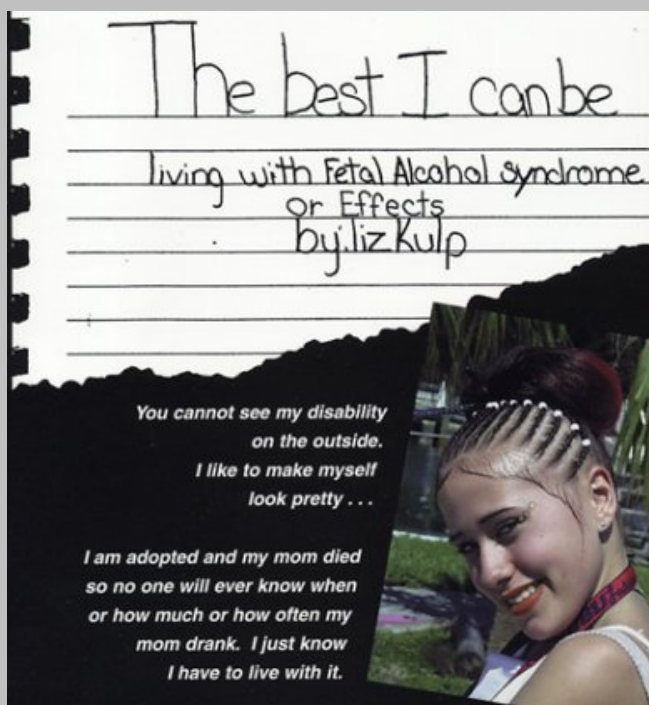 The best I can be
living with Fetal Alcohol syndrome
or Effects
by: liz Kulp
You cannot see my disability
on the outside.
I like to make myself
look pretty . . .
I am adopted and my mom died
so no one will ever know when
or how much or how often my
mom drank. I just know
I have to live with it.